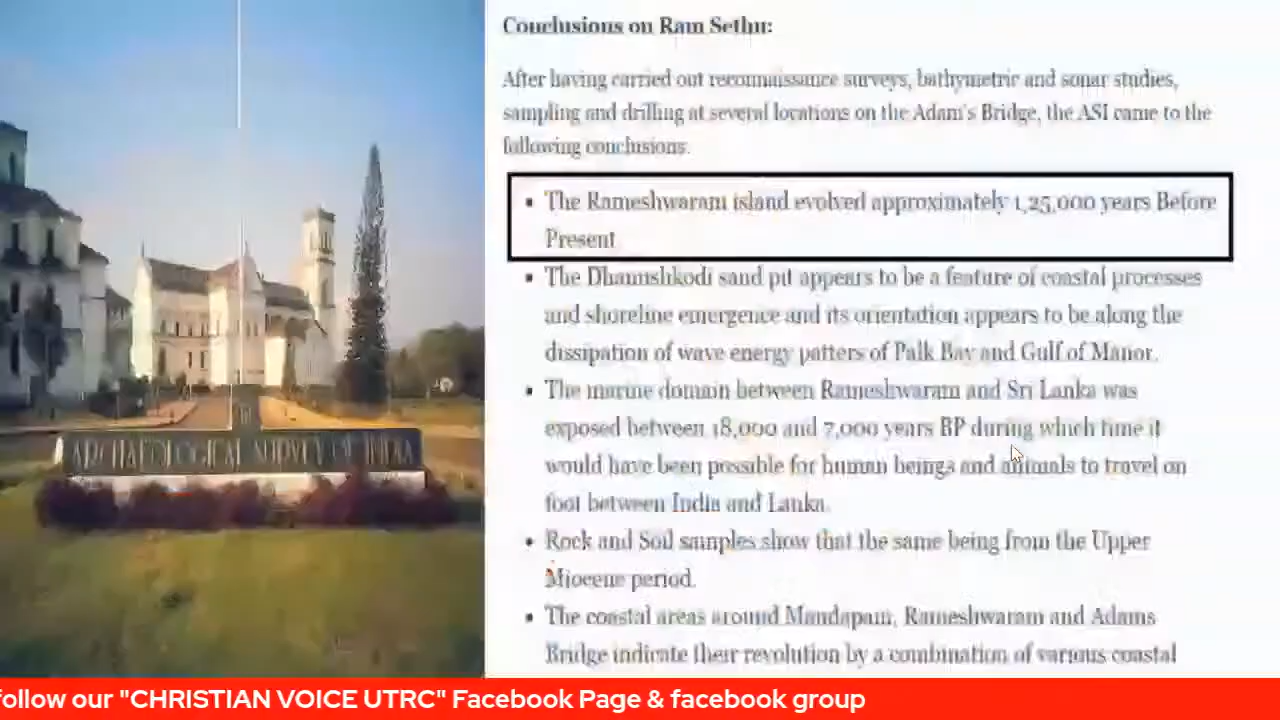 ARCHAEOLOGICAL SURVEY OF INDIA
Conclusions on Ram Sethu:
After having carried out reconnaissance surveys, bathymetric and sonar studies,
sampling and drilling at several locations on the Adam's Bridge, the ASI came to the
following conclusions.
▪ The Rameshwaram island evolved approximately 1,25,000 years Before
Present
▪ The Dhanushkodi sand pit appears to be a feature of coastal processes
and shoreline emergence and its orientation appears to be along the
dissipation of wave energy patters of Palk Bay and Gulf of Manor.
▪ The marine domain between Rameshwaram and Sri Lanka was
exposed between 18,000 and 7,000 years BP during which time it
would have been possible for human beings and animals to travel on
foot between India and Lanka.
▪ Rock and Soil samples show that the same being from the Upper
Miocene period.
▪ The coastal areas around Mandapam, Rameshwaram and Adams
Bridge indicate their revolution by a combination of various coastal
follow our "CHRISTIAN VOICE UTRC" Facebook Page & facebook group